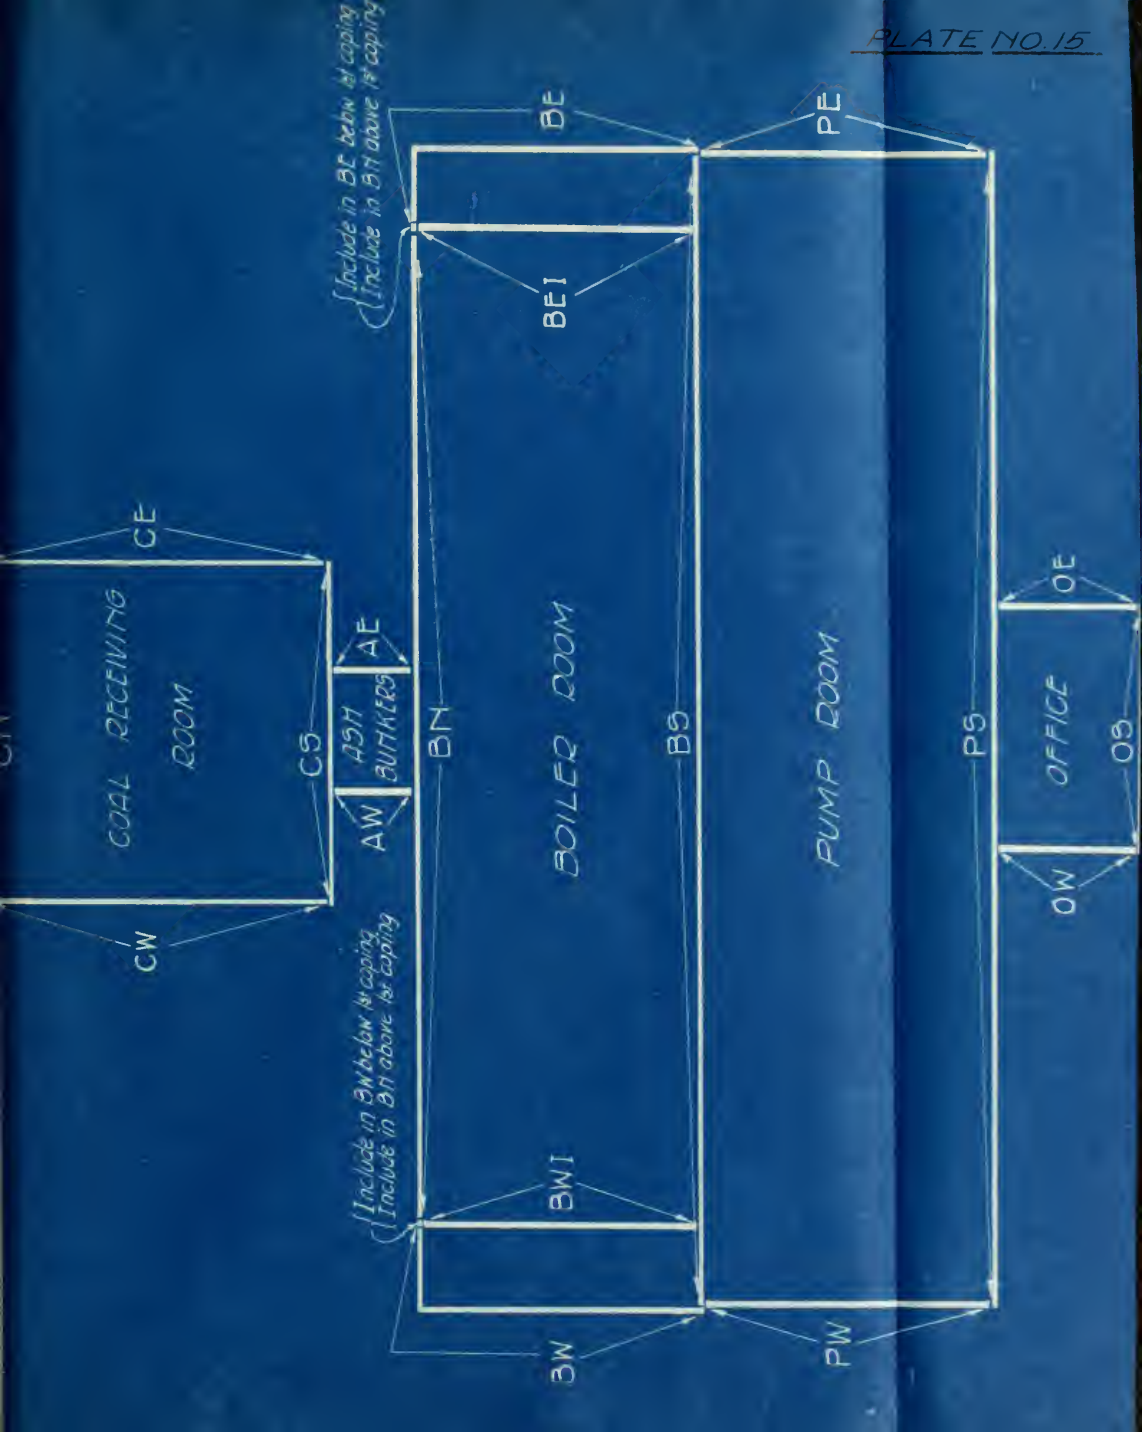 PLATE NO.15
{Include in BE below 1st coping
{Include in BN above 1st coping
BE
PE
BEI
CE
COAL RECEIVING
ROOM
CS
AE
ASH
BUNKERS
AW
BN
BOILER ROOM
BS
PUMP ROOM
PS
OE
OFFICE
OS
OW
CW
{Include in BW below 1st coping
{Include in BN above 1st coping
BWI
BW
PW